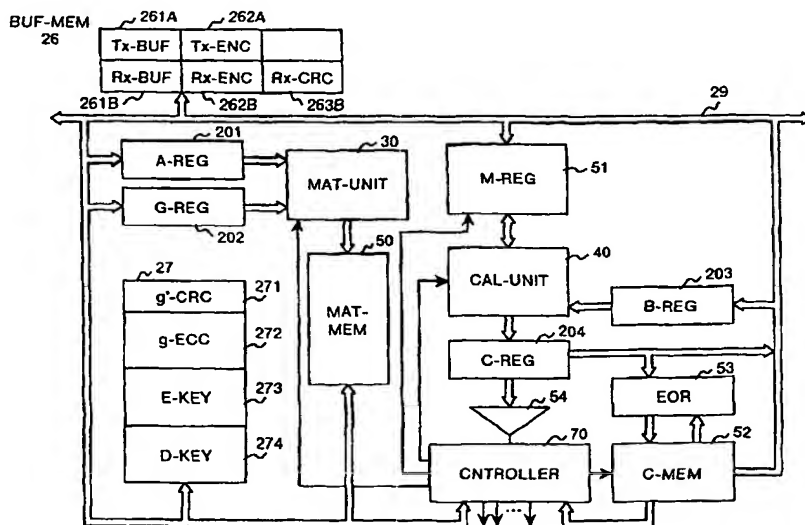 BUF-MEM
26
261A 262A
Tx-BUF Tx-ENC
Rx-BUF Rx-ENC Rx-CRC
261B 262B 263B
29
201
A-REG
G-REG
202
30
MAT-UNIT
M-REG
51
50
MAT-
MEM
40
CAL-UNIT
203
B-REG
204
C-REG
54
53
EOR
27
g'-CRC
271
g-ECC
272
E-KEY
273
D-KEY
274
70
CNTROLLER
52
C-MEM
...